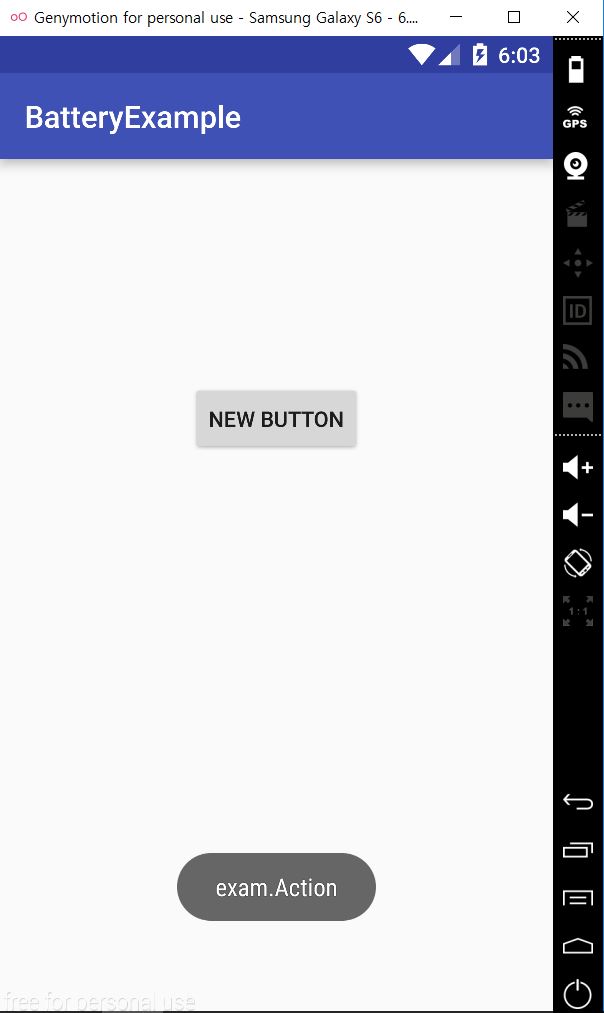 Genymotion for personal use - Samsung Galaxy S6 - 6....
6:03
BatteryExample
GPS
ID
NEW BUTTON
1:1
exam.Action
free for personal use